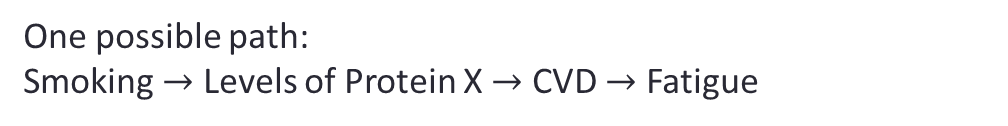 One possible path:
Smoking → Levels of Protein X → CVD → Fatigue